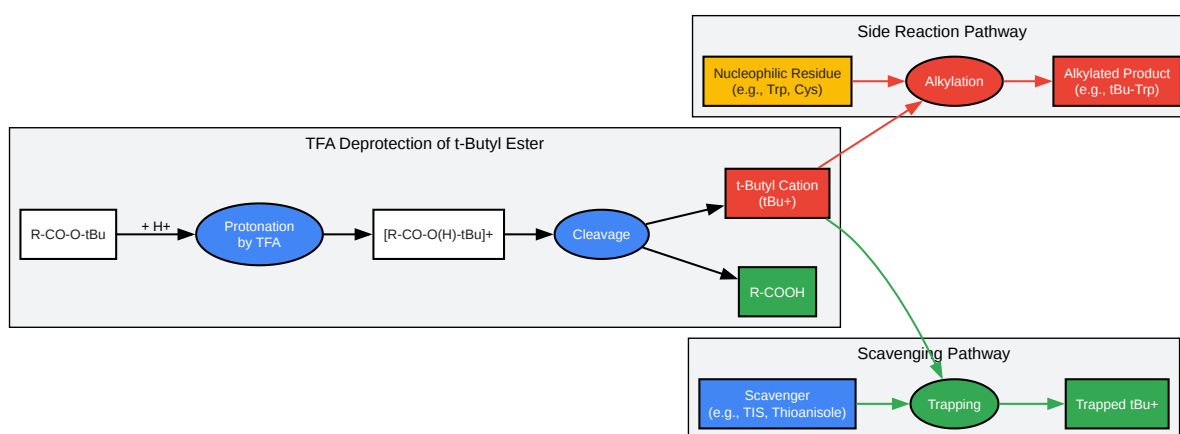 Side Reaction Pathway
Nucleophilic Residue
(e.g., Trp, Cys)
Alkylation
Alkylated Product
(e.g., tBu-Trp)
TFA Deprotection of t-Butyl Ester
R-CO-O-tBu
+ H+
Protonation
by TFA
[R-CO-O(H)-tBu]+
Cleavage
t-Butyl Cation
(tBu+)
R-COOH
Scavenging Pathway
Scavenger
(e.g., TIS, Thioanisole)
Trapping
Trapped tBu+